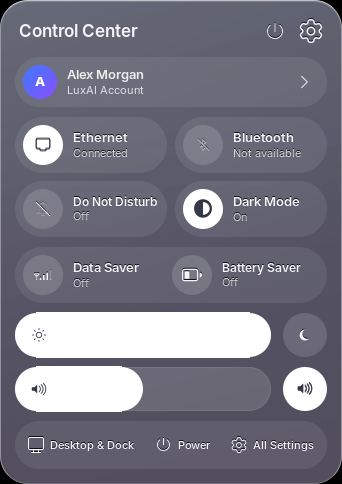 Control Center
A
Alex Morgan
LuxAI Account
Ethernet
Connected
Bluetooth
Not available
Do Not Disturb
Off
Dark Mode
On
Data Saver
Off
Battery Saver
Off
Desktop & Dock
Power
All Settings